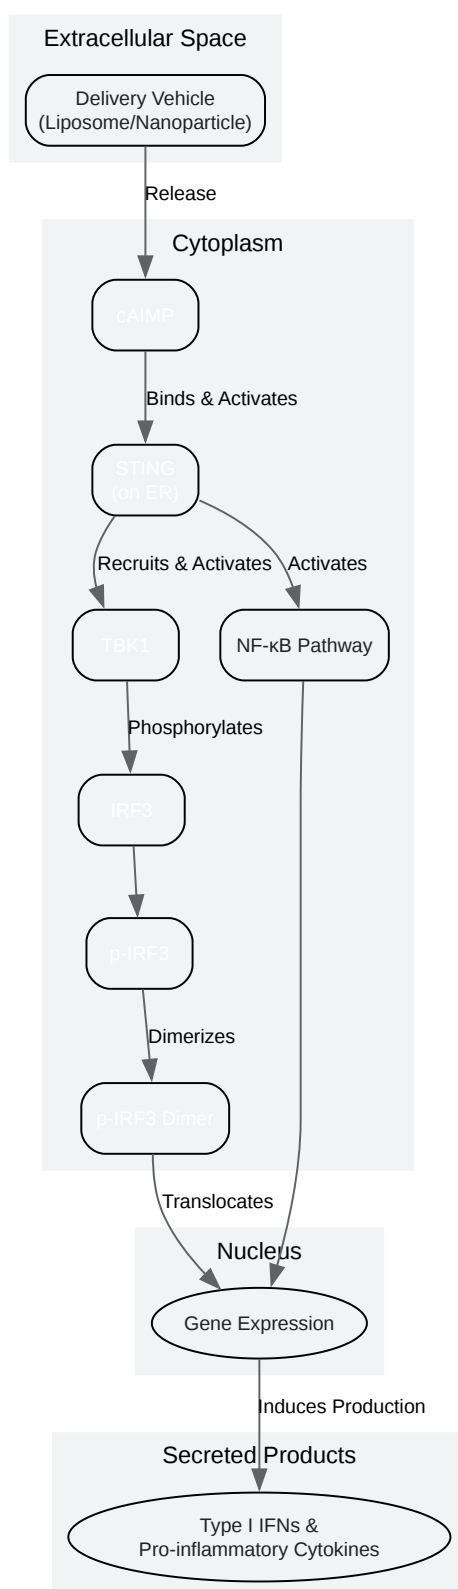 Extracellular Space
Delivery Vehicle
(Liposome/Nanoparticle)
Release
Cytoplasm
cAIMP
Binds & Activates
STING
(on ER)
Recruits & Activates
Activates
TBK1
NF-κB Pathway
Phosphorylates
IRF3
p-IRF3
Dimerizes
p-IRF3 Dimer
Translocates
Nucleus
Gene Expression
Induces Production
Secreted Products
Type I IFNs &
Pro-inflammatory Cytokines